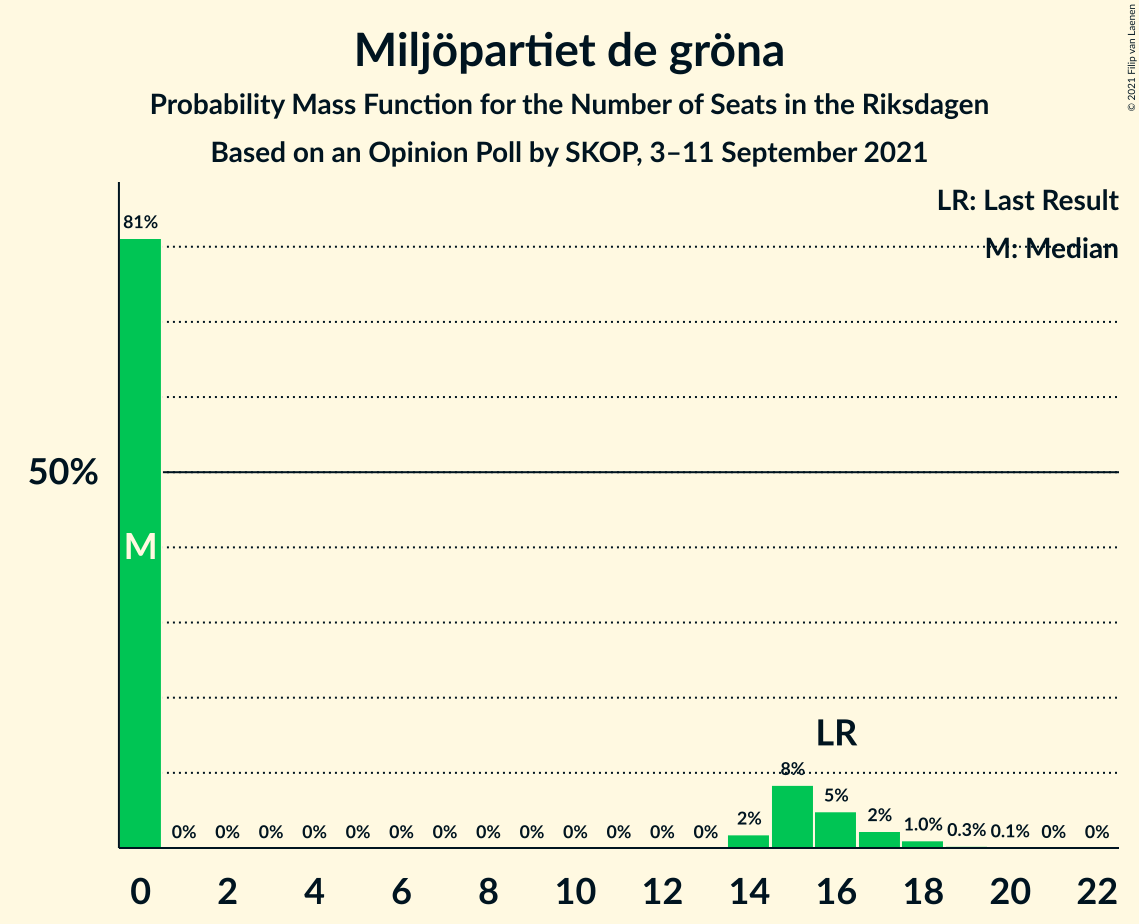 Miljöpartiet de gröna
Probability Mass Function for the Number of Seats in the Riksdagen
Based on an Opinion Poll by SKOP, 3–11 September 2021
© 2021 Filip van Laenen
LR: Last Result
M: Median
81%
50%
M
LR
0% 0% 0% 0% 0% 0% 0% 0% 0% 0% 0% 0% 0% 2% 8% 5% 2% 1.0% 0.3% 0.1% 0% 0%
0 2 4 6 8 10 12 14 16 18 20 22